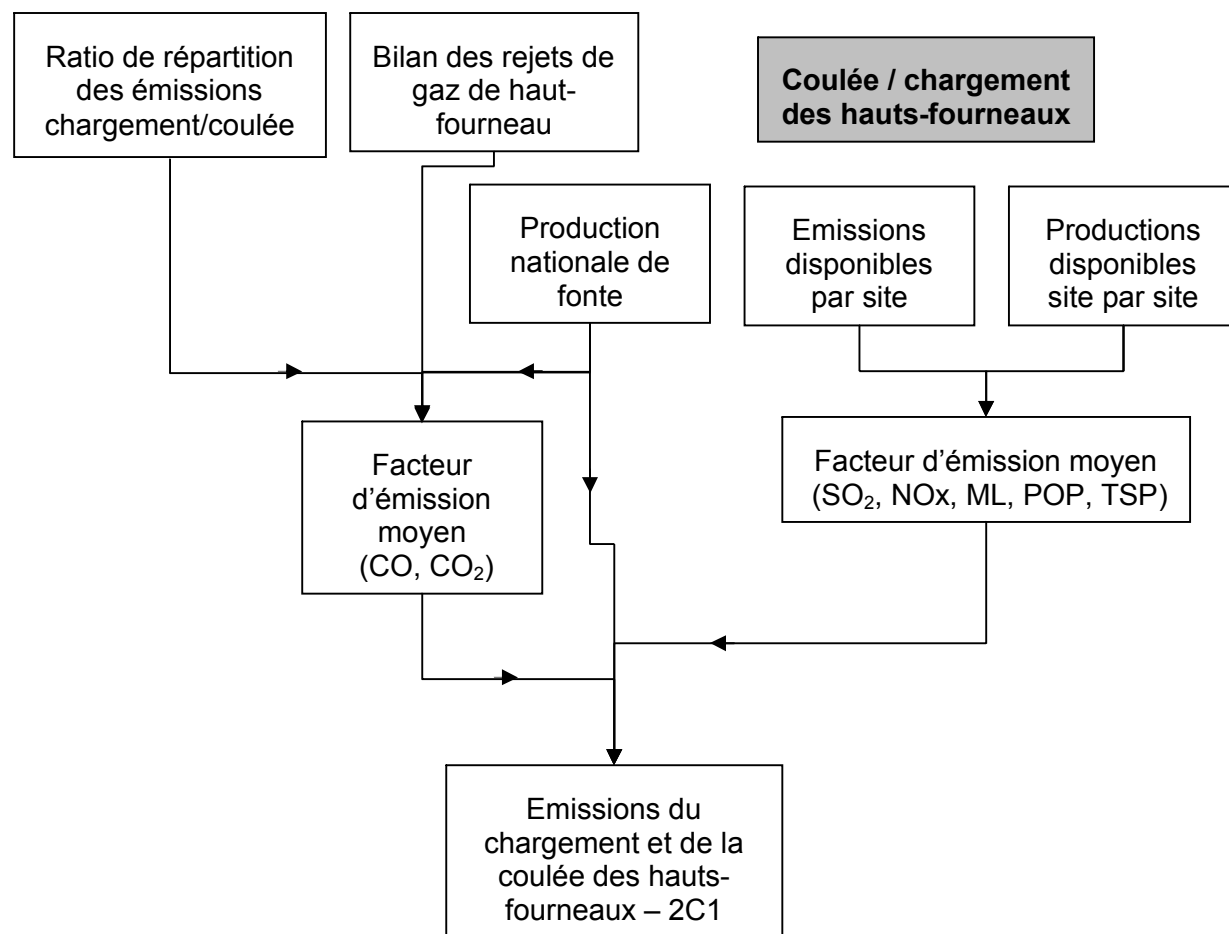 Ratio de répartition
des émissions
chargement/coulée
Bilan des rejets de
gaz de haut-
fourneau
Coulée / chargement
des hauts-fourneaux
Production
nationale de
fonte
Emissions
disponibles
par site
Productions
disponibles
site par site
Facteur
d’émission
moyen
(CO, CO₂)
Facteur d’émission moyen
(SO₂, NOx, ML, POP, TSP)
Emissions du
chargement et de la
coulée des hauts-
fourneaux – 2C1